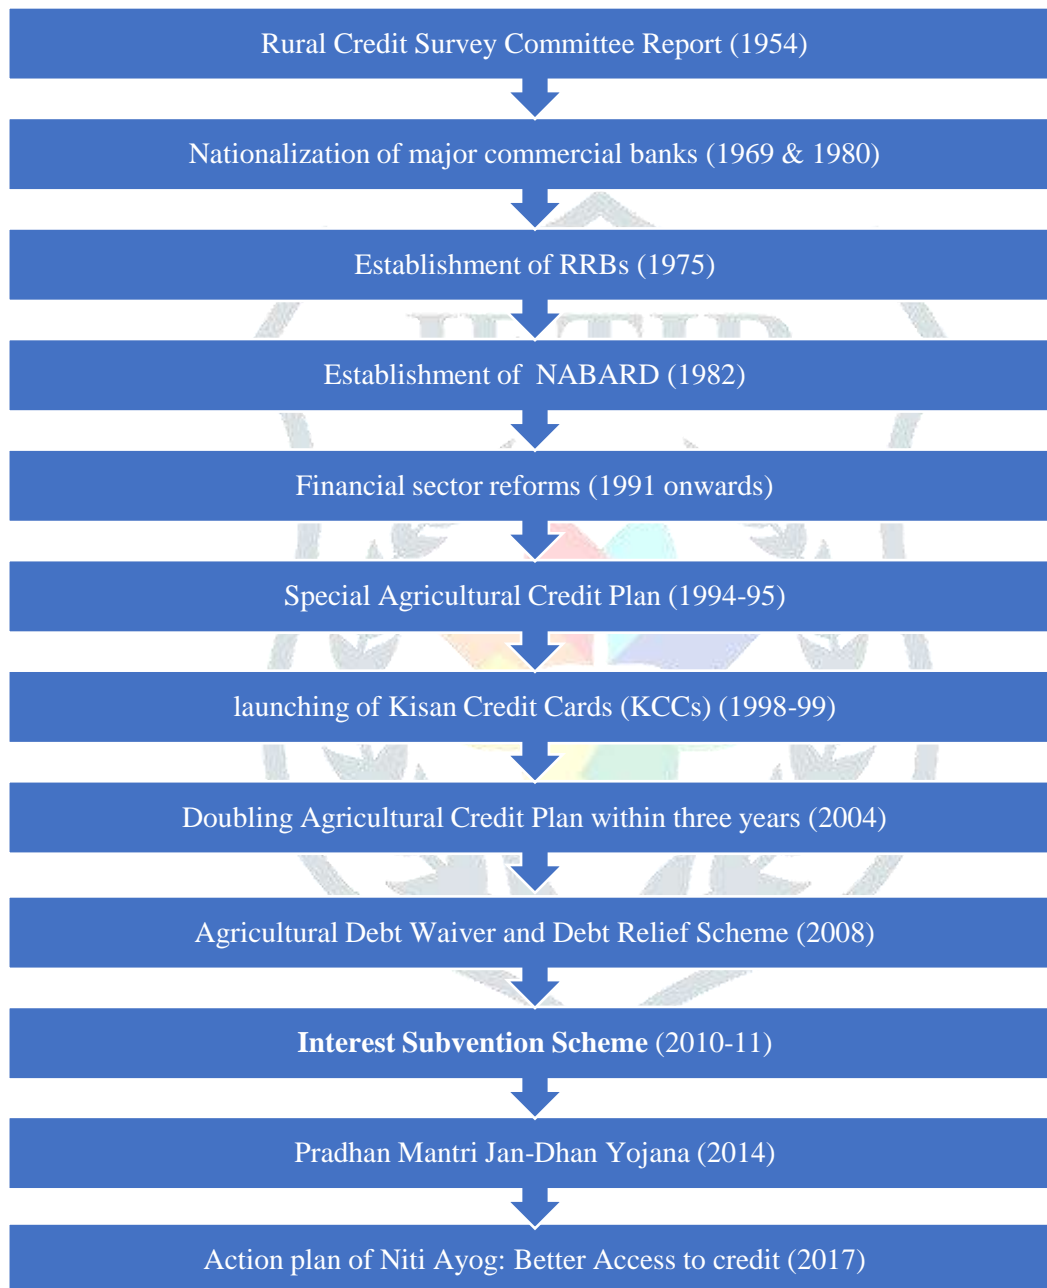 Rural Credit Survey Committee Report (1954)
Nationalization of major commercial banks (1969 & 1980)
Establishment of RRBs (1975)
JETIR
Establishment of NABARD (1982)
Financial sector reforms (1991 onwards)
Special Agricultural Credit Plan (1994-95)
launching of Kisan Credit Cards (KCCs) (1998-99)
Doubling Agricultural Credit Plan within three years (2004)
Agricultural Debt Waiver and Debt Relief Scheme (2008)
Interest Subvention Scheme (2010-11)
Pradhan Mantri Jan-Dhan Yojana (2014)
Action plan of Niti Ayog: Better Access to credit (2017)